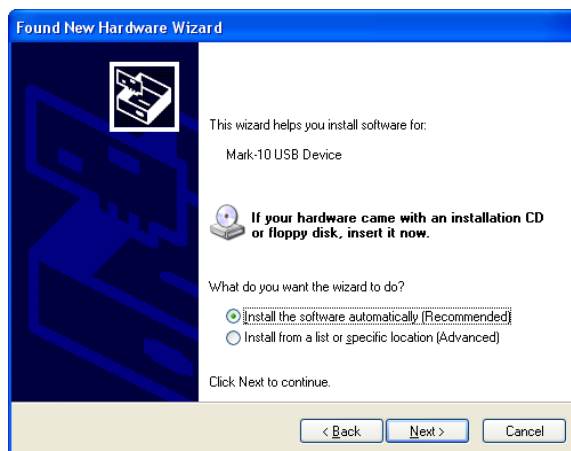 Found New Hardware Wizard
This wizard helps you install software for:
Mark-10 USB Device
If your hardware came with an installation CD
or floppy disk, insert it now.
What do you want the wizard to do?
Install the software automatically (Recommended)
Install from a list or specific location (Advanced)
Click Next to continue.
< Back
Next >
Cancel